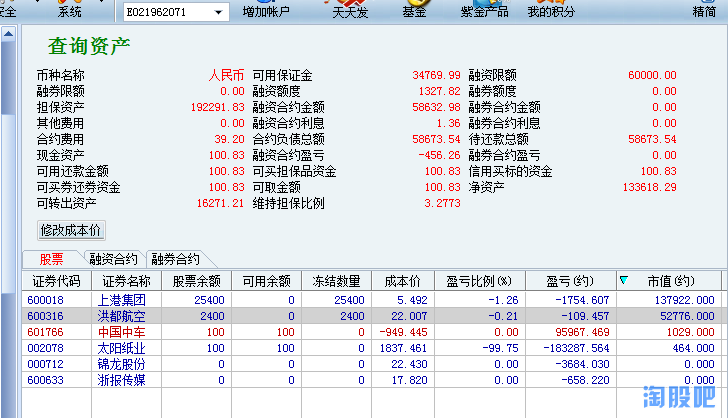 安全 系统 E021962071 增加帐户 天天发 基金 紫金产品 我的积分 精简
查询资产
币种名称 人民币 可用保证金 34769.99 融资限额 60000.00
融券限额 0.00 融资额度 1327.82 融券额度 0.00
担保资产 192291.83 融资合约金额 58632.98 融券合约金额 0.00
其他费用 0.00 融资合约利息 1.36 融券合约利息 0.00
合约费用 39.20 合约负债总额 58673.54 待还款总额 58673.54
现金资产 100.83 融资合约盈亏 -456.26 融券合约盈亏 0.00
可用还款金额 100.83 可买担保品资金 100.83 信用买标的资金 100.83
可买券还券资金 100.83 可取金额 100.83 净资产 133618.29
可转出资产 16271.21 维持担保比例 3.2773
修改成本价
股票 融资合约 融券合约
证券代码 证券名称 股票余额 可用余额 冻结数量 成本价 盈亏比例(%) 盈亏(约) 市值(约)
600018 上港集团 25400 0 25400 5.492 -1.26 -1754.607 137922.000
600316 洪都航空 2400 0 2400 22.007 -0.21 -109.457 52776.000
601766 中国中车 100 100 0 -949.445 0.00 95967.469 1029.000
002078 太阳纸业 100 100 0 1837.461 -99.75 -183287.564 464.000
000712 锦龙股份 0 0 22.430 0.00 -3684.030 0.000
600633 浙报传媒 0 0 17.820 0.00 -658.220 0.000
淘股吧